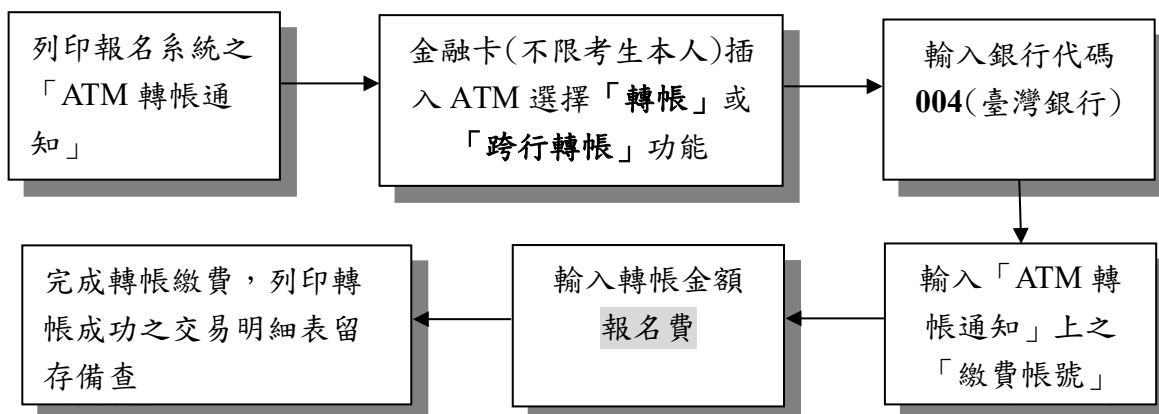 列印報名系統之
「ATM 轉帳通
知」
金融卡(不限考生本人)插
入 ATM 選擇「轉帳」或
「跨行轉帳」功能
輸入銀行代碼
004(臺灣銀行)
輸入「ATM 轉
帳通知」上之
「繳費帳號」
輸入轉帳金額
報名費
完成轉帳繳費，列印轉
帳成功之交易明細表留
存備查